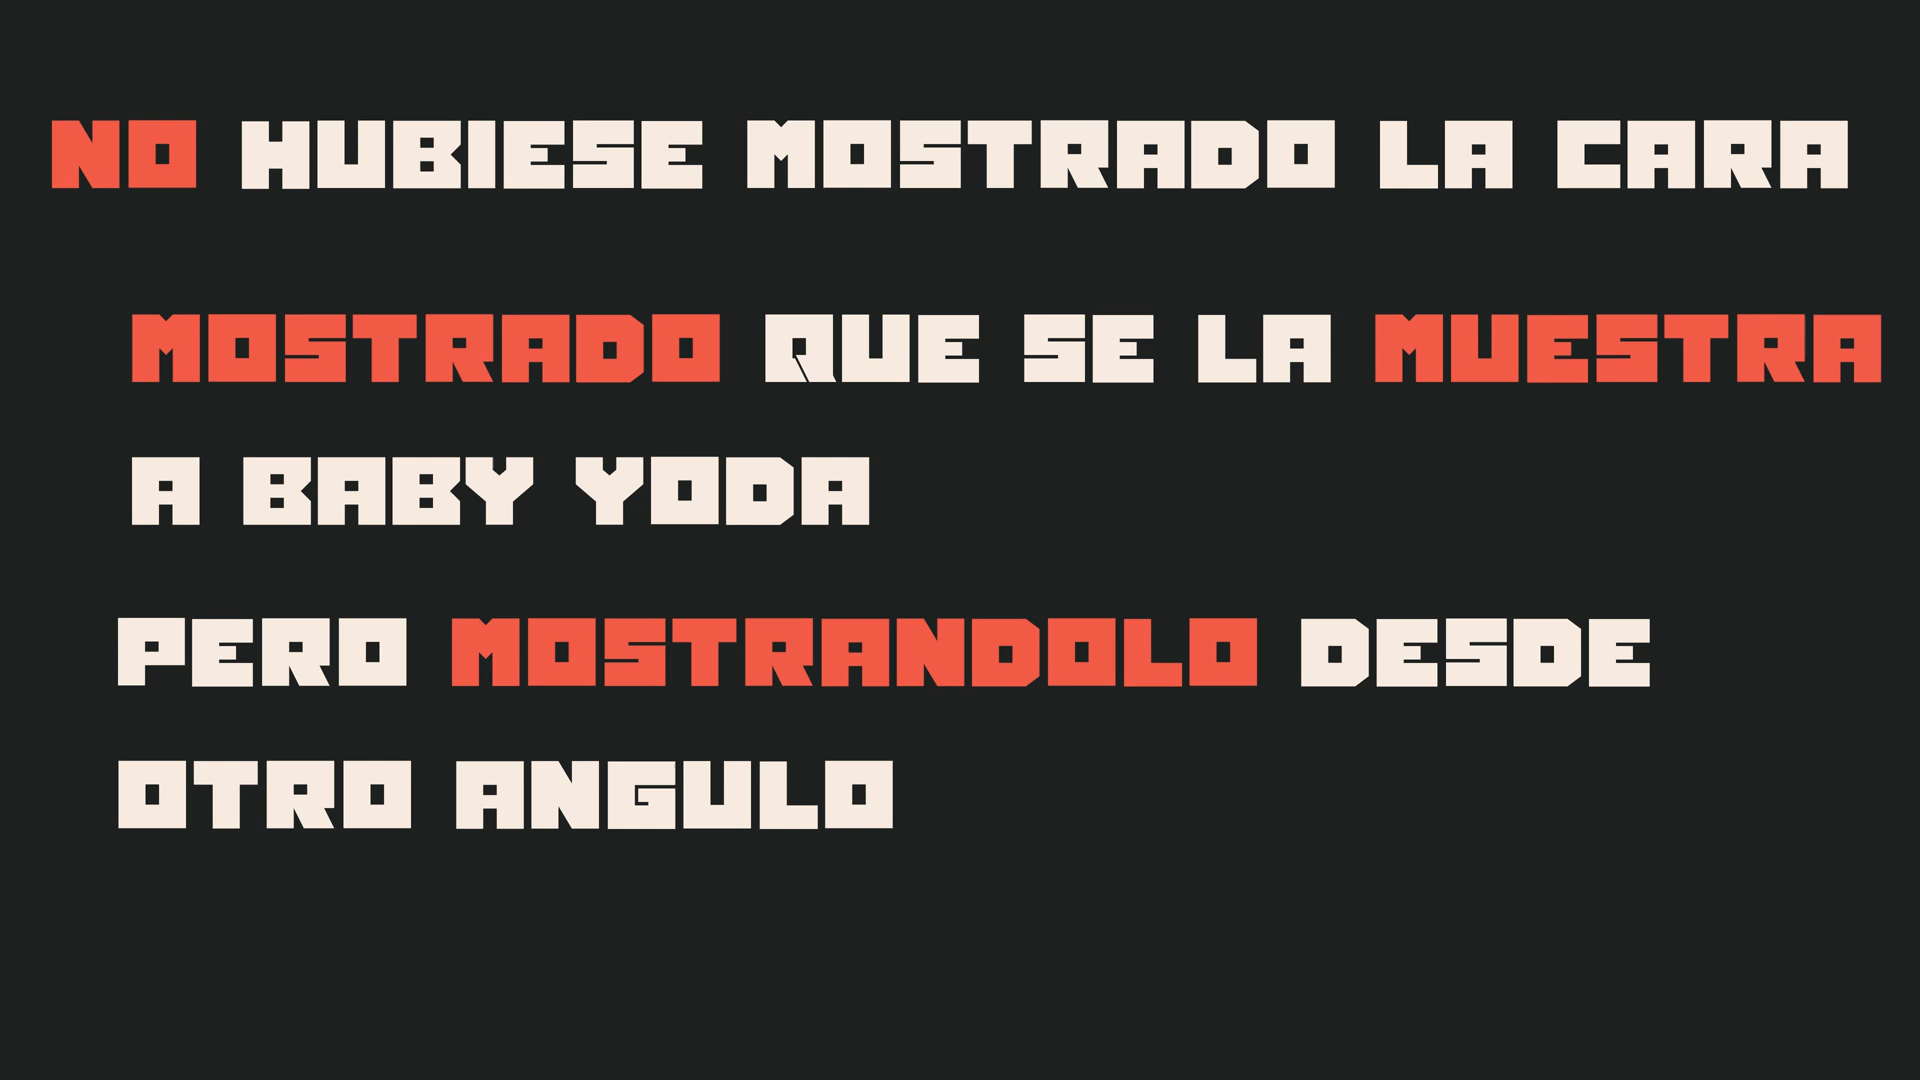 NO HUBIESE MOSTRADO LA CARA
MOSTRADO QUE SE LA MUESTRA
A BABY YODA
PERO MOSTRANDOLO DESDE
OTRO ANGULO